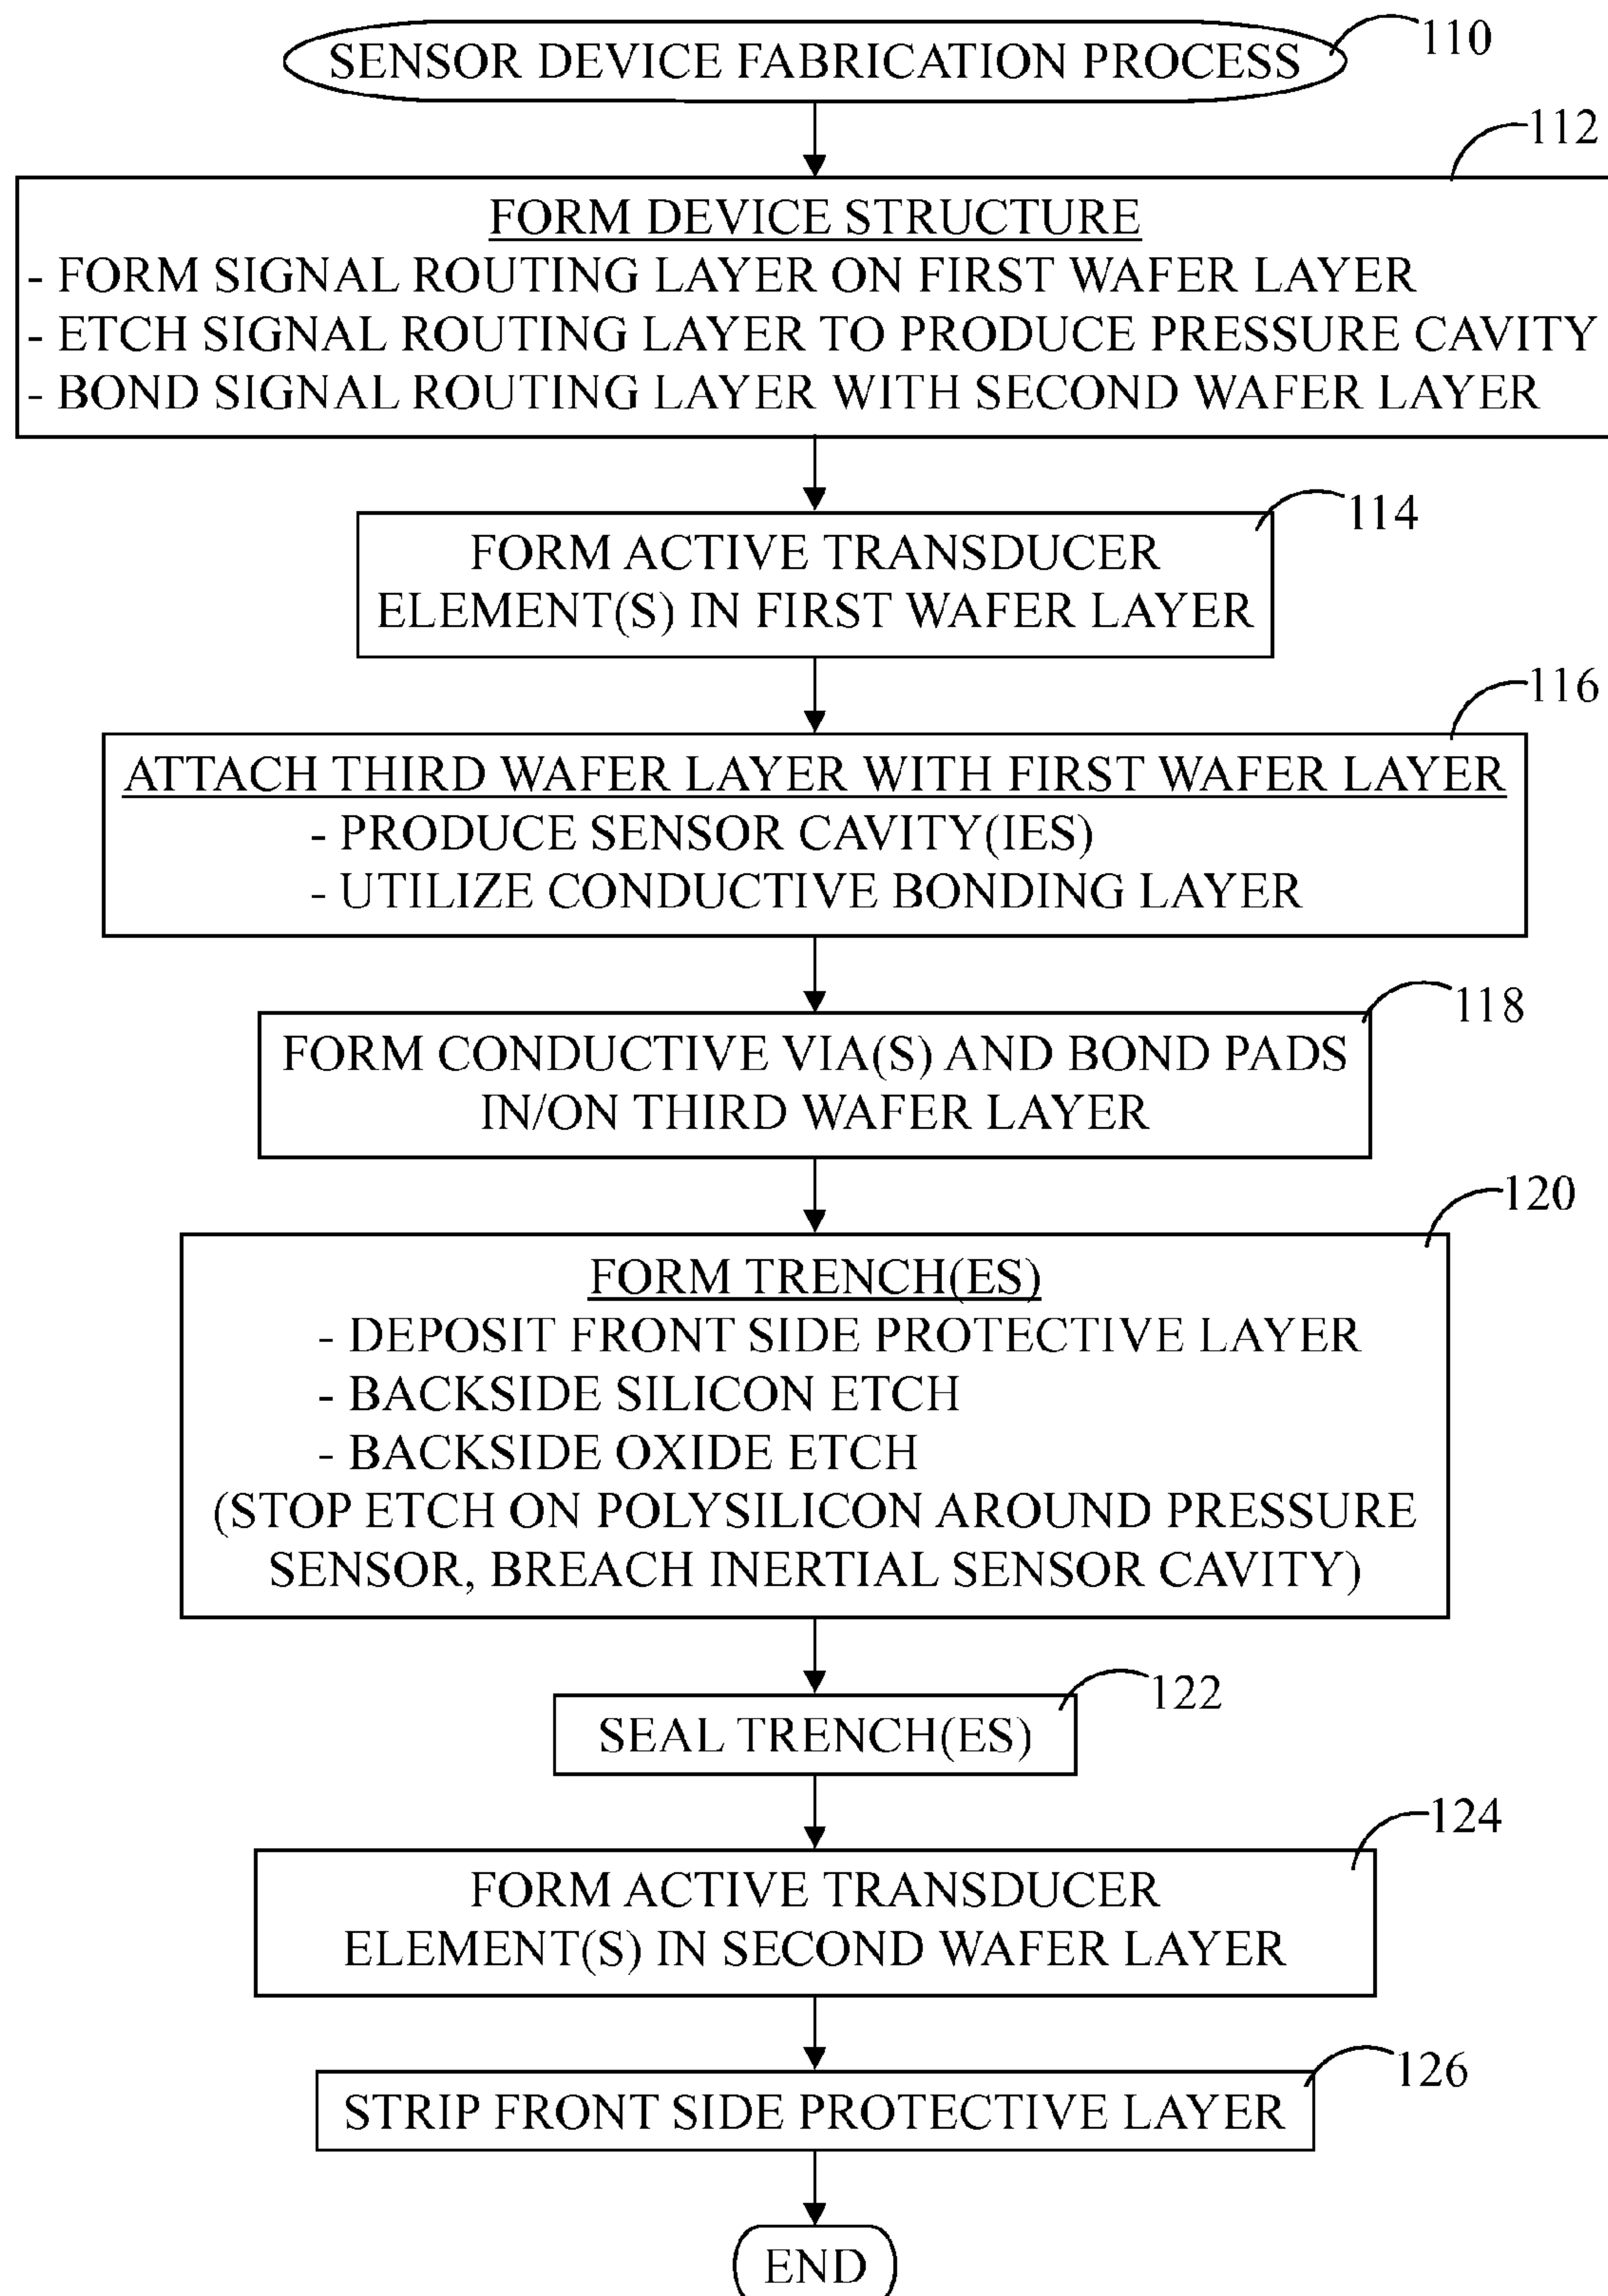 SENSOR DEVICE FABRICATION PROCESS
110
112
FORM DEVICE STRUCTURE
- FORM SIGNAL ROUTING LAYER ON FIRST WAFER LAYER
- ETCH SIGNAL ROUTING LAYER TO PRODUCE PRESSURE CAVITY
- BOND SIGNAL ROUTING LAYER WITH SECOND WAFER LAYER
114
FORM ACTIVE TRANSDUCER
ELEMENT(S) IN FIRST WAFER LAYER
116
ATTACH THIRD WAFER LAYER WITH FIRST WAFER LAYER
- PRODUCE SENSOR CAVITY(IES)
- UTILIZE CONDUCTIVE BONDING LAYER
118
FORM CONDUCTIVE VIA(S) AND BOND PADS
IN/ON THIRD WAFER LAYER
120
FORM TRENCH(ES)
- DEPOSIT FRONT SIDE PROTECTIVE LAYER
- BACKSIDE SILICON ETCH
- BACKSIDE OXIDE ETCH
(STOP ETCH ON POLYSILICON AROUND PRESSURE
SENSOR, BREACH INERTIAL SENSOR CAVITY)
122
SEAL TRENCH(ES)
124
FORM ACTIVE TRANSDUCER
ELEMENT(S) IN SECOND WAFER LAYER
126
STRIP FRONT SIDE PROTECTIVE LAYER
END